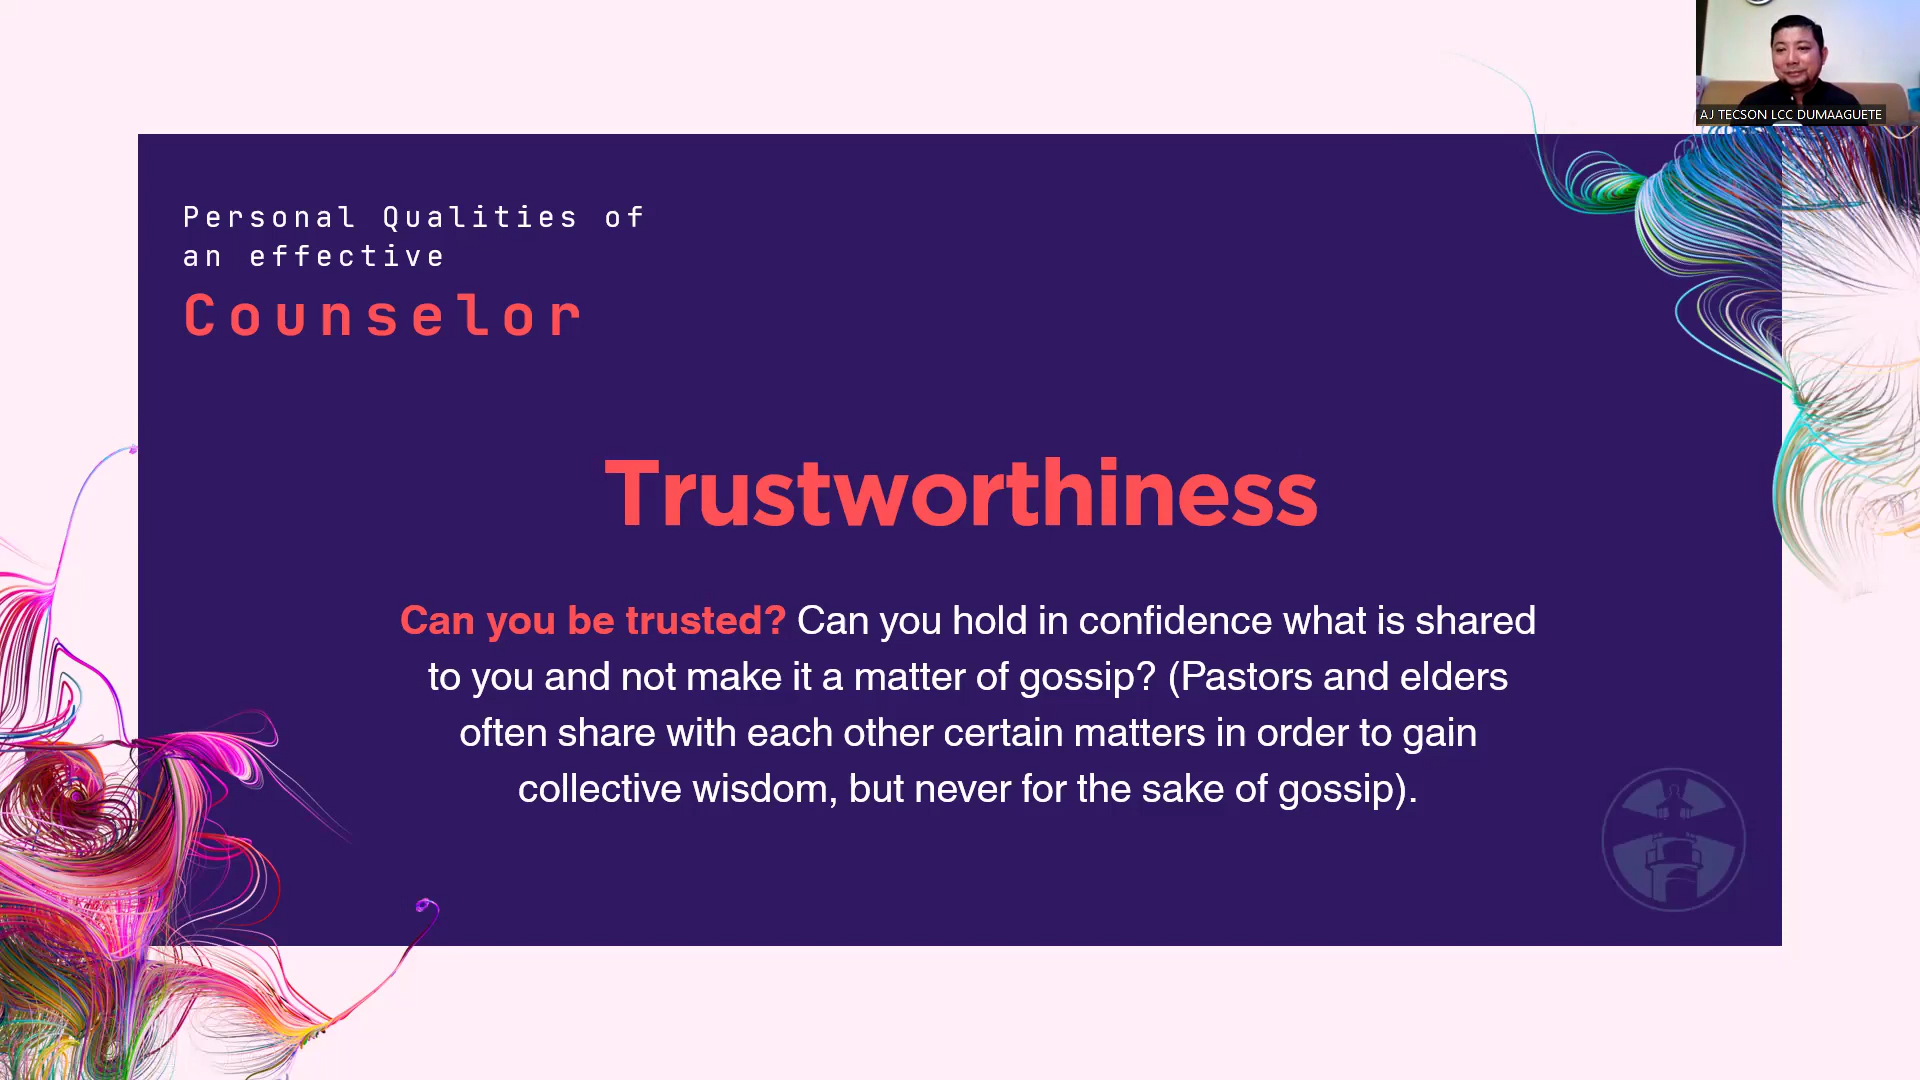 AJ TECSON LCC DUMAAGUETE
Personal Qualities of
an effective
Counselor
Trustworthiness
Can you be trusted? Can you hold in confidence what is shared
to you and not make it a matter of gossip? (Pastors and elders
often share with each other certain matters in order to gain
collective wisdom, but never for the sake of gossip).